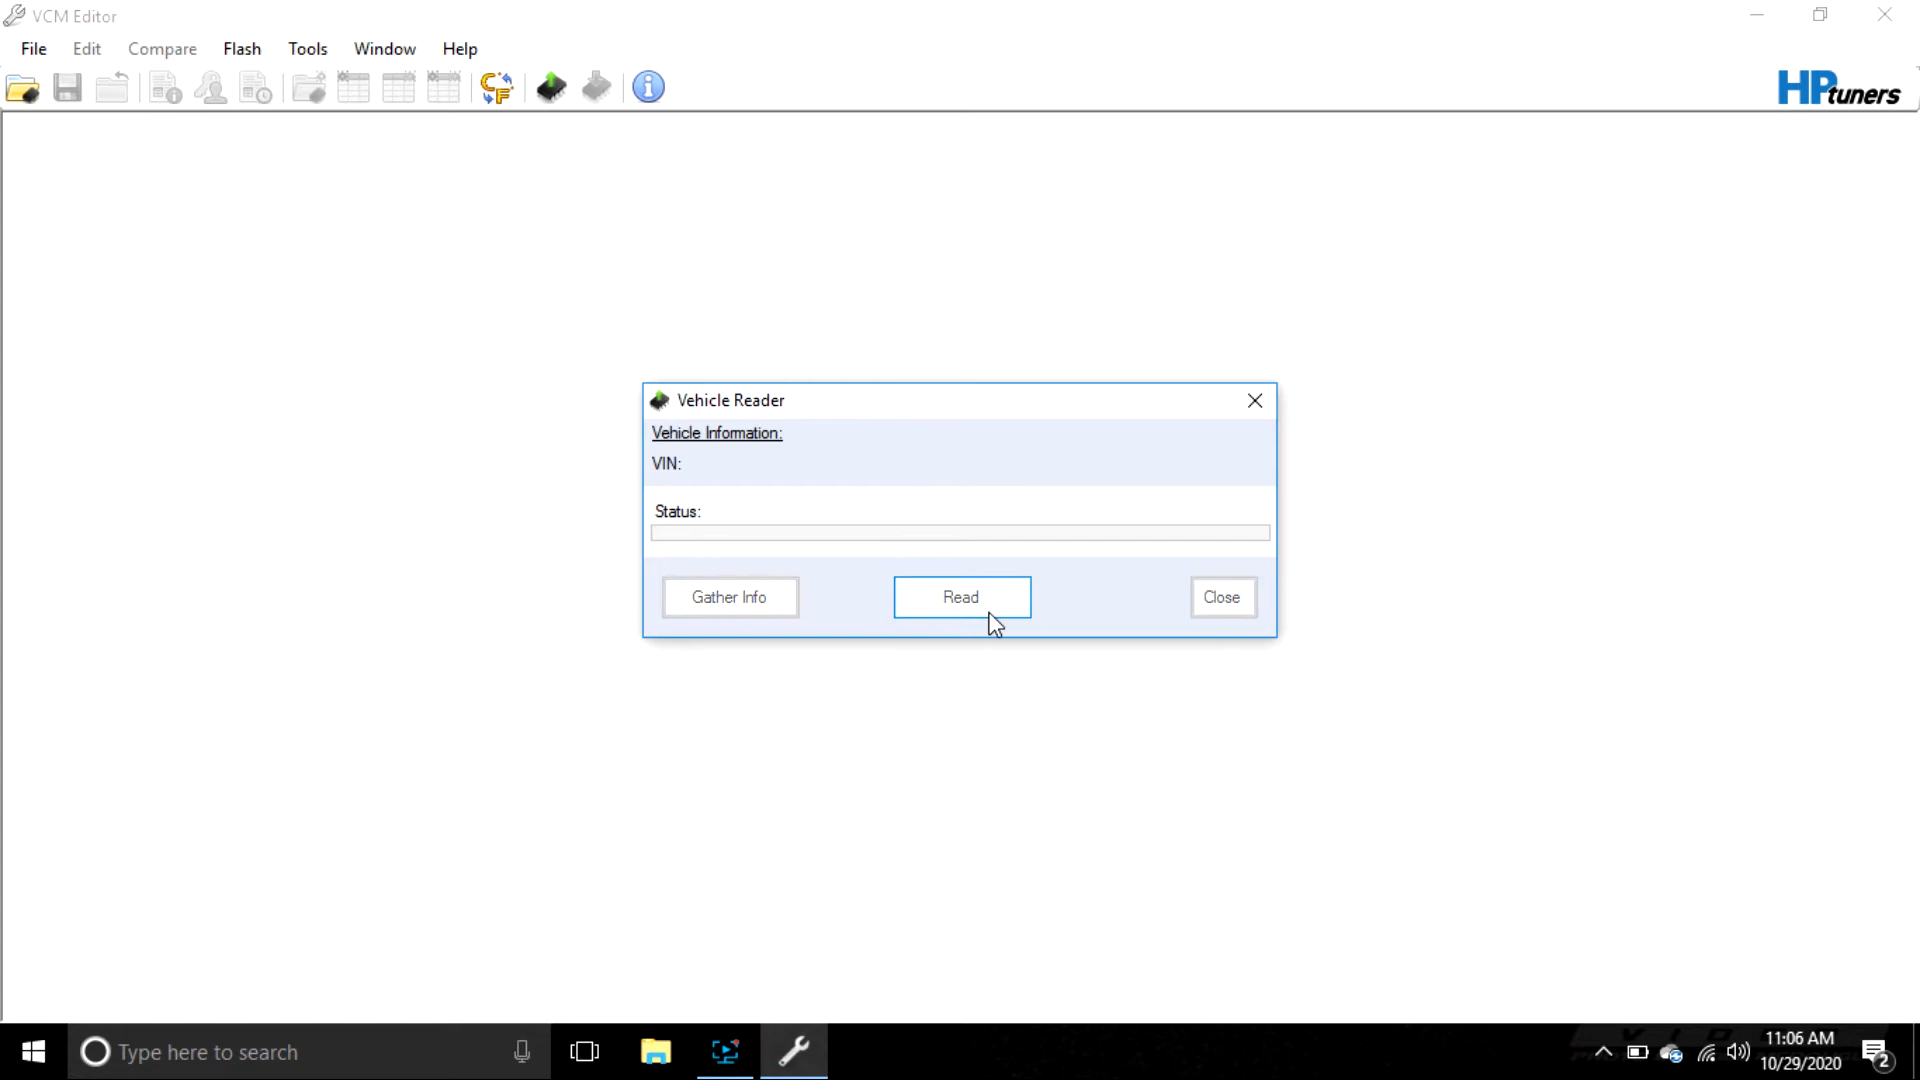 VCM Editor
File Edit Compare Flash Tools Window Help
HPtuners
Vehicle Reader
Vehicle Information:
VIN:
Status:
Gather Info Read Close
Type here to search
11:06 AM
10/29/2020
2